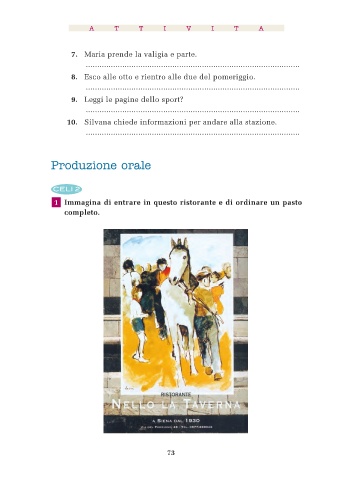 A T T I V I T A
7. Maria prende la valigia e parte.
8. Esco alle otto e rientro alle due del pomeriggio.
9. Leggi le pagine dello sport?
10. Silvana chiede informazioni per andare alla stazione.
Produzione orale
CELI 2
1 Immagina di entrare in questo ristorante e di ordinare un pasto
completo.
RISTORANTE
NELLO LA TAVERNA
A SIENA DAL 1930
73